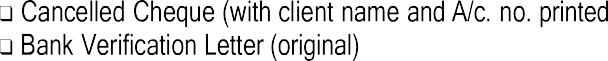 ❑ Cancelled Cheque (with client name and A/c. no. printed
❑ Bank Verification Letter (original)